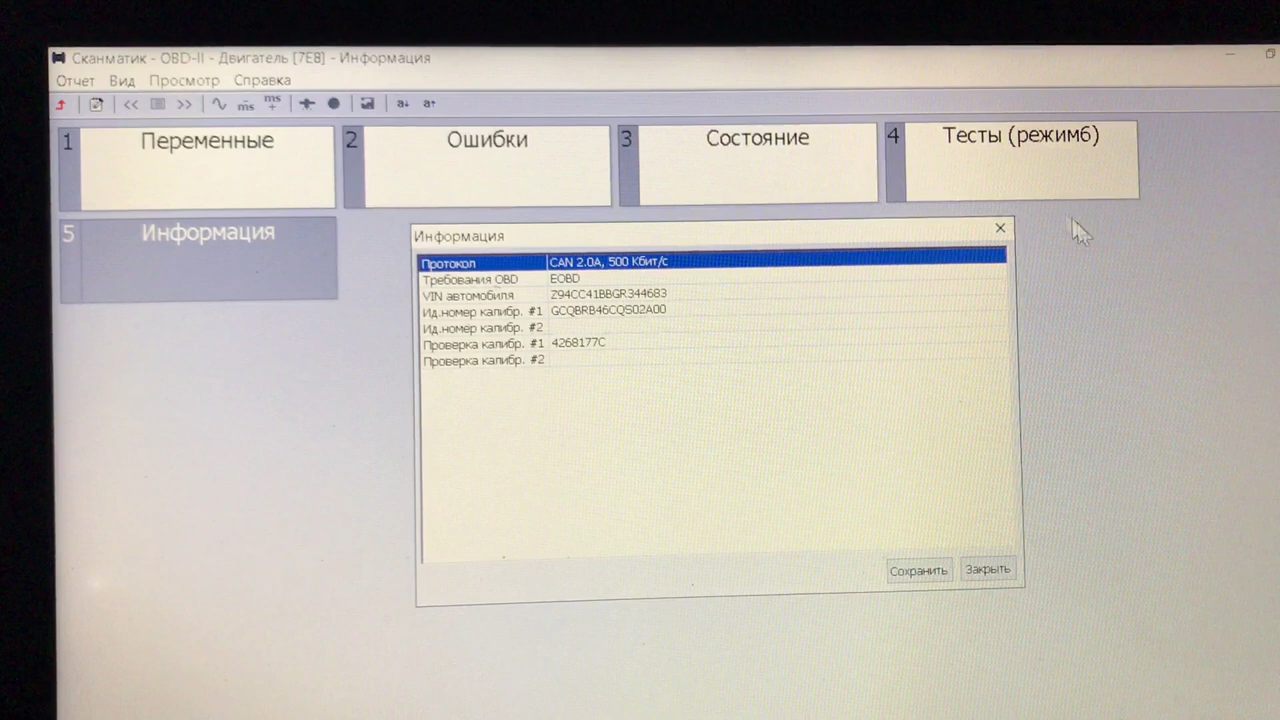 Сканматик - OBD-II - Двигатель [7E8] - Информация
Отчет Вид Просмотр Справка
<< >> ms ms + a↓ a↑
1 Переменные 2 Ошибки 3 Состояние 4 Тесты (режим6)
5 Информация
Информация
Протокол CAN 2.0A, 500 Кбит/с
Требования OBD EOBD
VIN автомобиля Z94CC41BBGR344683
Ид.номер калибр. #1 GCQBRB46CQS02A00
Ид.номер калибр. #2
Проверка калибр. #1 4268177C
Проверка калибр. #2
Сохранить Закрыть